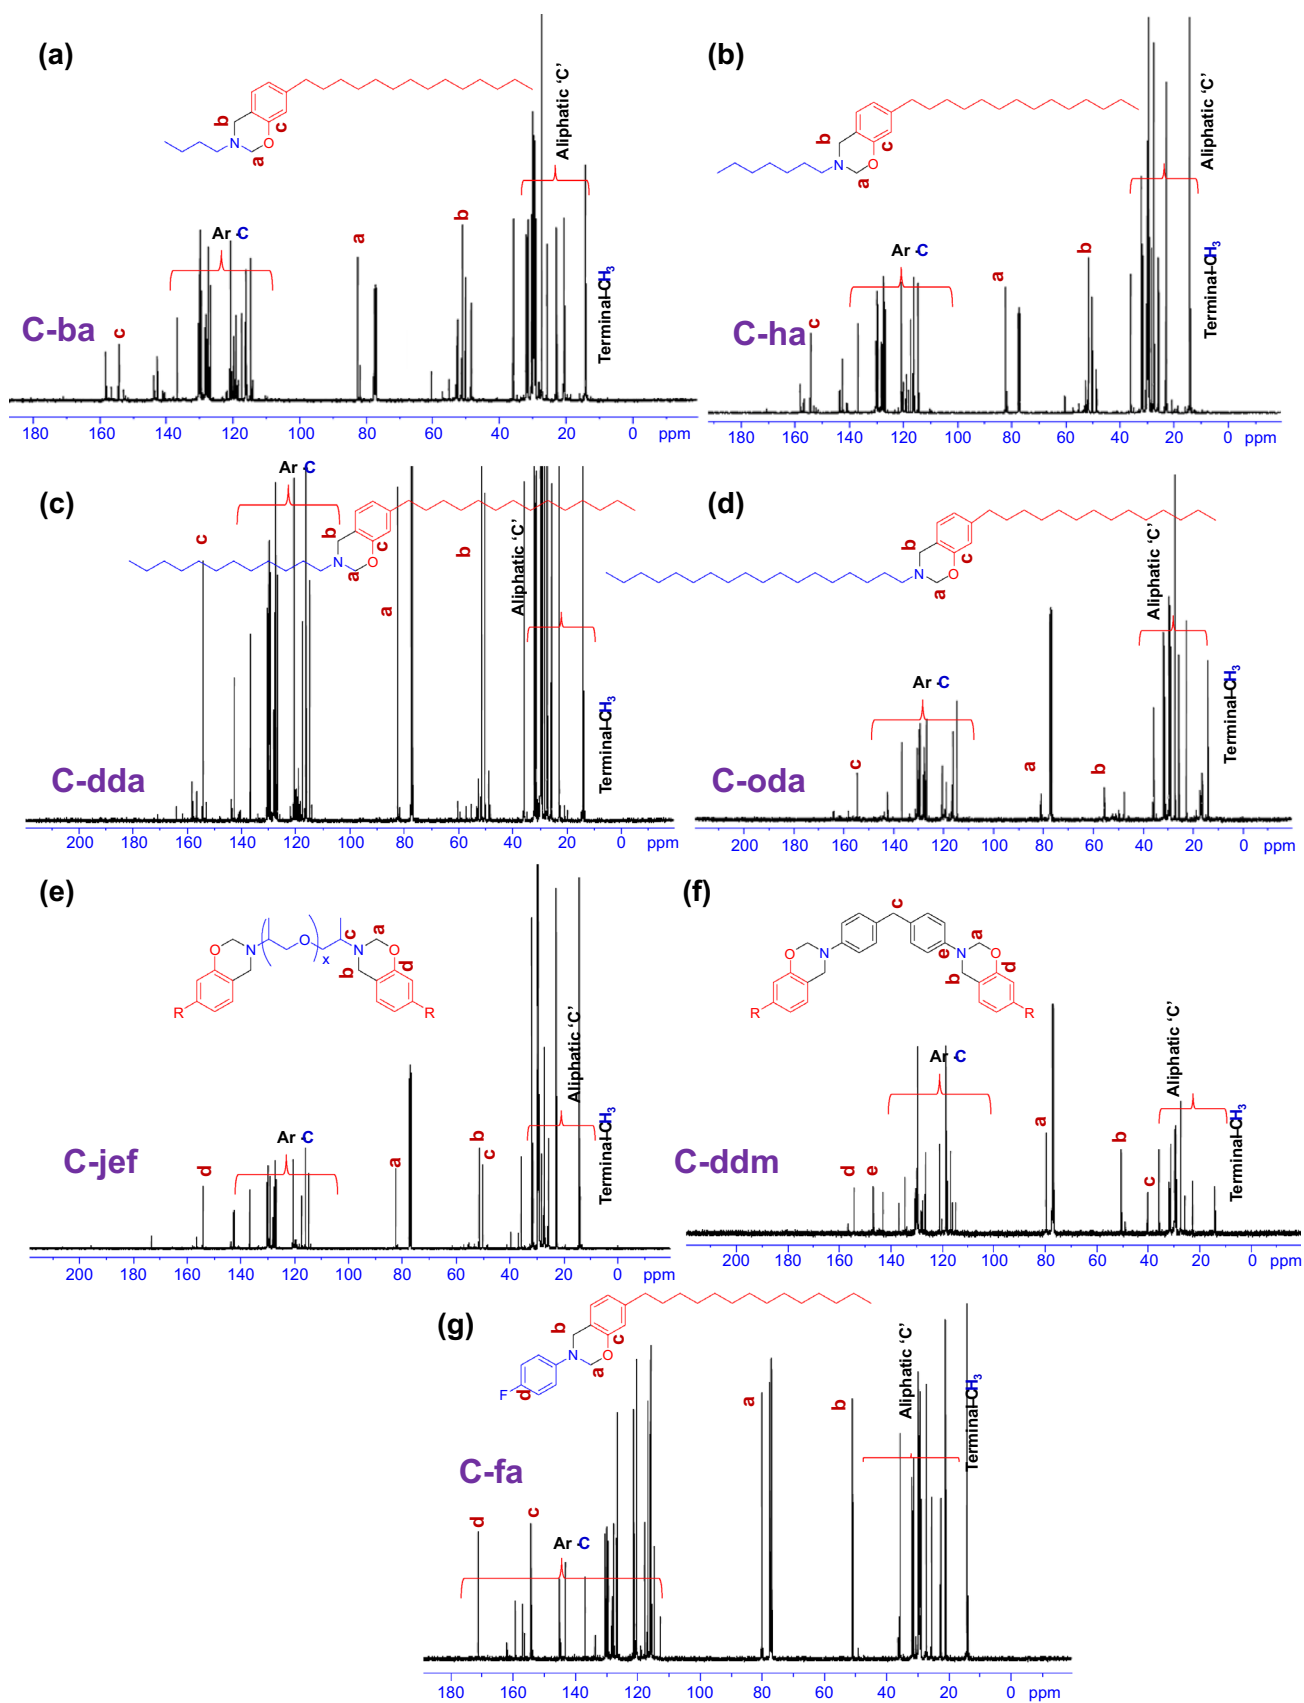 (a)
b
c
N
O
a
Aliphatic 'C'
Ar-C
a
b
c
Terminal-CH3
C-ba
180 160 140 120 100 80 60 40 20 0 ppm
(b)
b
c
N
O
a
Aliphatic 'C'
Ar-C
a
b
c
Terminal-CH3
C-ha
180 160 140 120 100 80 60 40 20 0 ppm
(c)
Ar-C
b
c
N
O
a
c
a
b
Aliphatic 'C'
Terminal-CH3
C-dda
200 180 160 140 120 100 80 60 40 20 0 ppm
(d)
b
c
N
O
a
Aliphatic 'C'
Ar-C
c
a
b
Terminal-CH3
C-oda
200 180 160 140 120 100 80 60 40 20 0 ppm
(e)
O
N
O
x
c
a
N
O
b
d
R
R
Aliphatic 'C'
Ar-C
d
a
b
c
Terminal-CH3
C-jef
200 180 160 140 120 100 80 60 40 20 0 ppm
(f)
c
O
N
e
N
a
O
b
d
R
R
Ar-C
Aliphatic 'C'
d
e
a
b
c
Terminal-CH3
C-ddm
200 180 160 140 120 100 80 60 40 20 0 ppm
(g)
b
c
N
O
a
F
d
Aliphatic 'C'
a
b
Terminal-CH3
C-fa
d
c
Ar-C
180 160 140 120 100 80 60 40 20 0 ppm